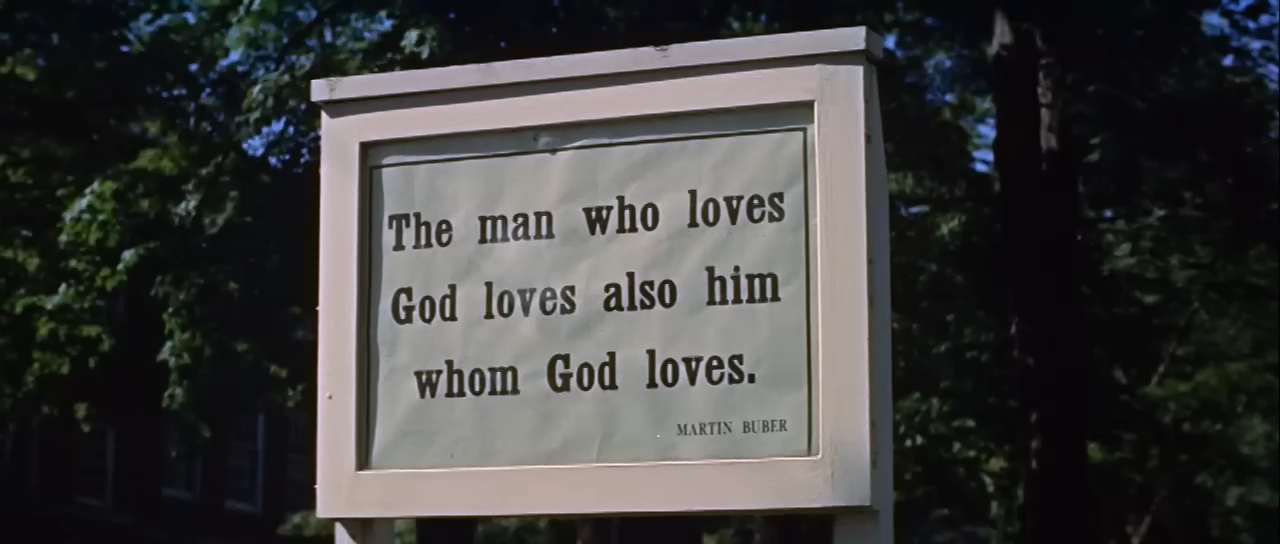 The man who loves
God loves also him
whom God loves.
MARTIN BUBER